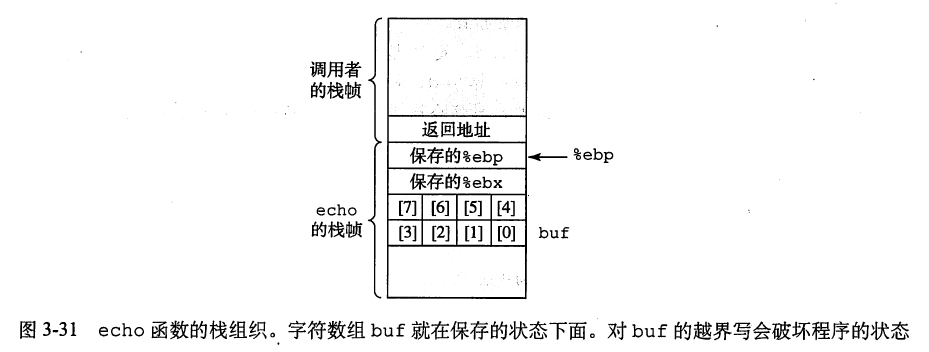 调用者
的栈帧
返回地址
保存的%ebp
%ebp
保存的%ebx
echo
的栈帧
[7] [6] [5] [4]
[3] [2] [1] [0]
buf
图 3-31 echo 函数的栈组织。字符数组 buf 就在保存的状态下面。对 buf 的越界写会破坏程序的状态